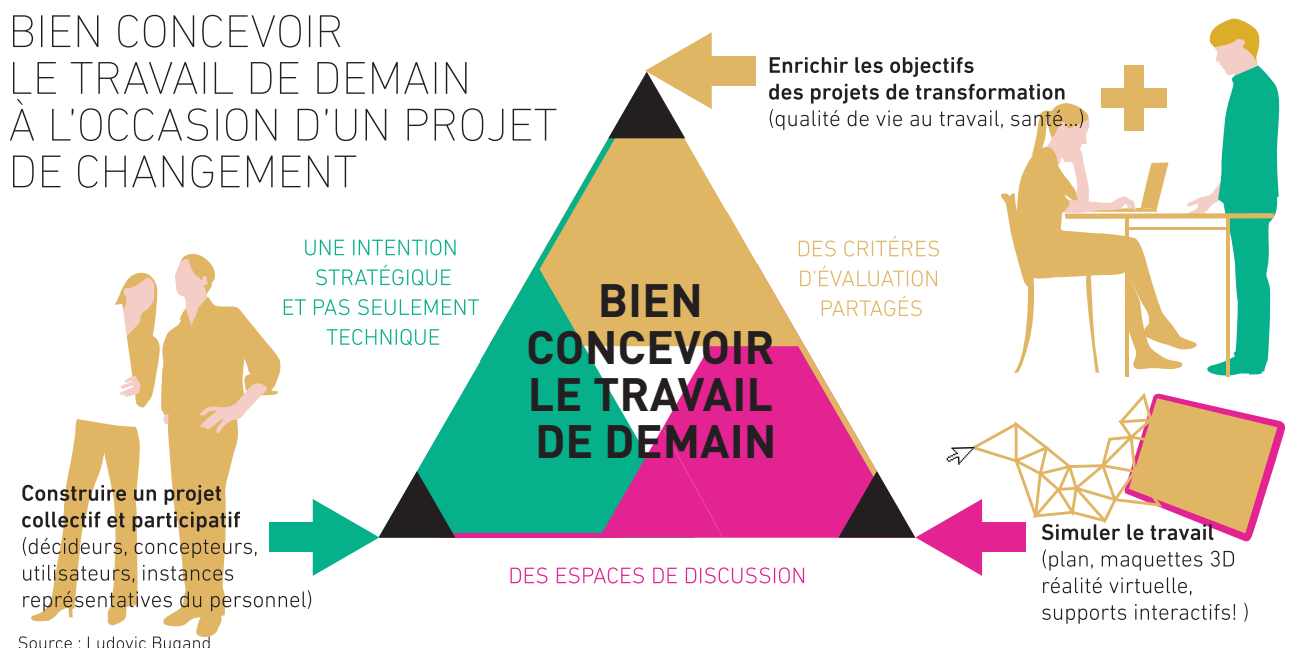 BIEN CONCEVOIR
LE TRAVAIL DE DEMAIN
À L'OCCASION D'UN PROJET
DE CHANGEMENT
Enrichir les objectifs
des projets de transformation
(qualité de vie au travail, santé...)
UNE INTENTION
STRATÉGIQUE
ET PAS SEULEMENT
TECHNIQUE
DES CRITÉRES
D'ÉVALUATION
PARTAGÉS
BIEN
CONCEVOIR
LE TRAVAIL
DE DEMAIN
Construire un projet
collectif et participatif
(décideurs, concepteurs,
utilisateurs, instances
représentatives du personnel)
DES ESPACES DE DISCUSSION
Simuler le travail
(plan, maquettes 3D
réalité virtuelle,
supports interactifs! )
Source : Ludovic Bugand